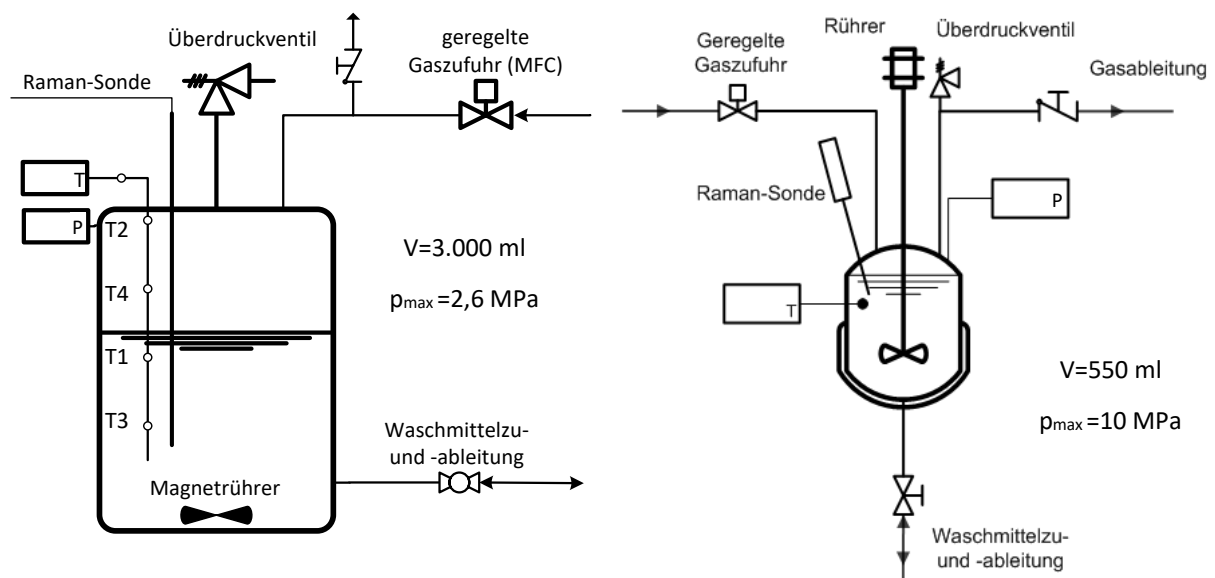 Überdruckventil
geregelte
Gaszufuhr (MFC)
Raman-Sonde
T
P
T2
T4
T1
T3
V=3.000 ml
pmax =2,6 MPa
Waschmittelzu-
und -ableitung
Magnetrührer
Rührer
Überdruckventil
Geregelte
Gaszufuhr
Gasableitung
Raman-Sonde
P
T
V=550 ml
pmax =10 MPa
Waschmittelzu-
und -ableitung